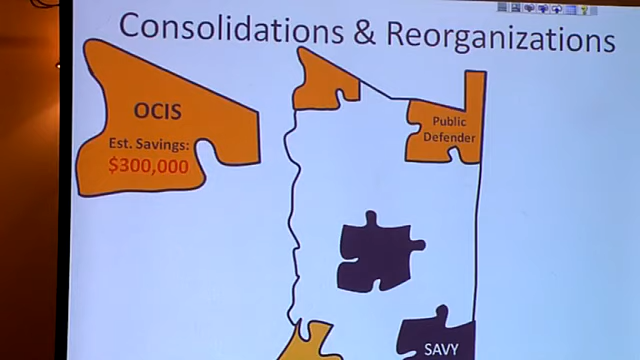 Consolidations & Reorganizations
OCIS
Est. Savings:
$300,000
Public
Defender
SAVY